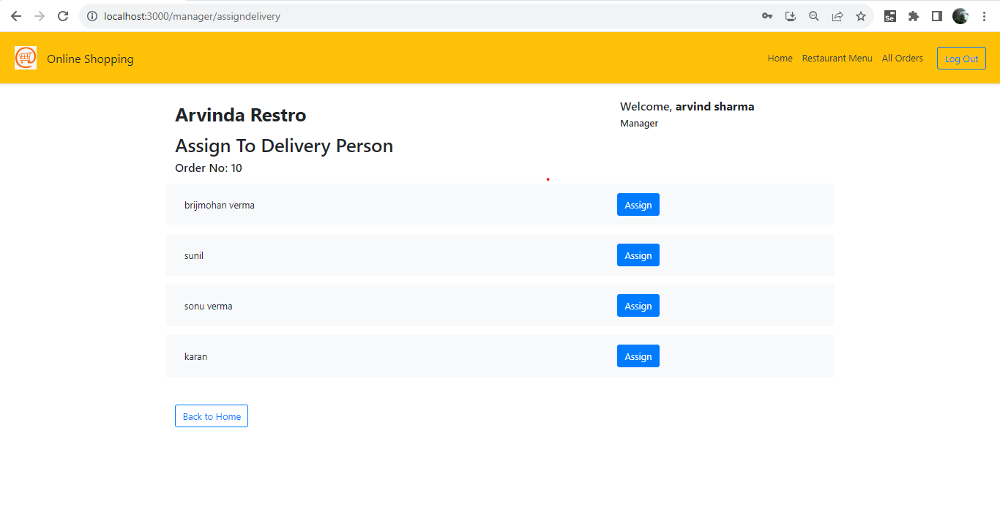 localhost:3000/manager/assigndelivery
Se
Online Shopping
Home Restaurant Menu All Orders Log Out
Arvinda Restro
Welcome, arvind sharma
Manager
Assign To Delivery Person
Order No: 10
brijmohan verma Assign
sunil Assign
sonu verma Assign
karan Assign
Back to Home